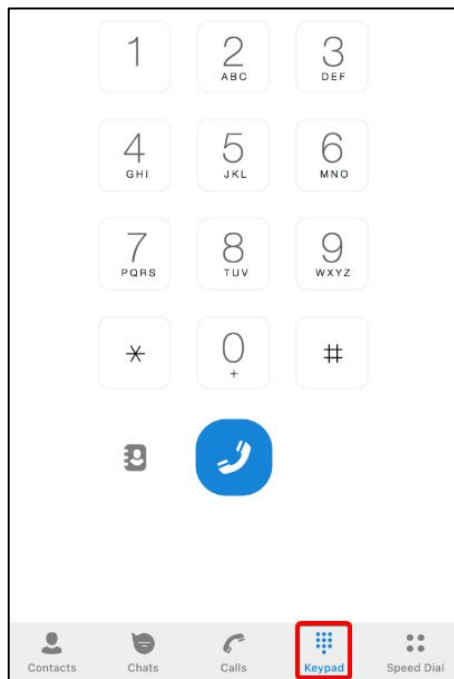 1 2 3
ABC DEF
4 5 6
GHI JKL MNO
7 8 9
PQRS TUV WXYZ
* 0 #
+
Contacts Chats Calls Keypad Speed Dial